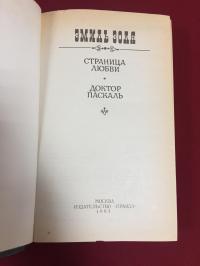 ЭМИЛЬ ЗОЛЯ
СТРАНИЦА
ЛЮБВИ
ДОКТОР
ПАСКАЛЬ
МОСКВА
ИЗДАТЕЛЬСТВО «ПРАВДА»